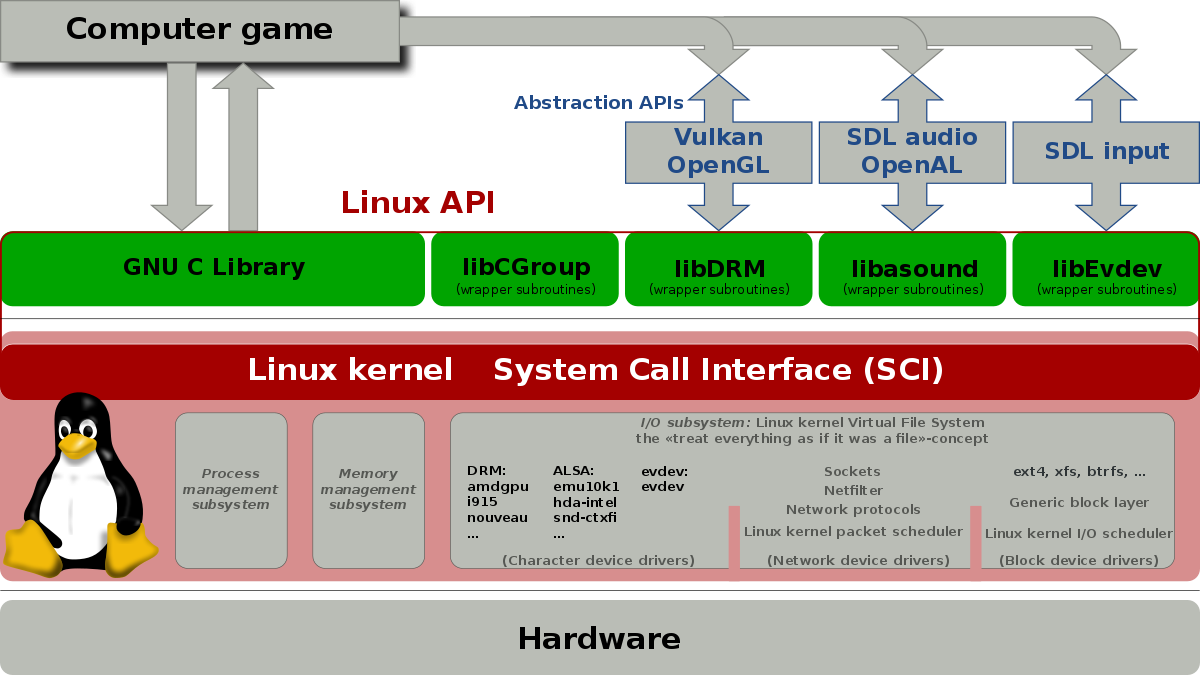 Computer game
Abstraction APIs
Vulkan
OpenGL
SDL audio
OpenAL
SDL input
Linux API
GNU C Library
libCGroup
(wrapper subroutines)
libDRM
(wrapper subroutines)
libasound
(wrapper subroutines)
libEvdev
(wrapper subroutines)
Linux kernel System Call Interface (SCI)
Process
management
subsystem
Memory
management
subsystem
I/O subsystem: Linux kernel Virtual File System
the «treat everything as if it was a file»-concept
DRM:
amdgpu
i915
nouveau
...
ALSA:
emu10k1
hda-intel
snd-ctxfi
...
evdev:
evdev
(Character device drivers)
Sockets
Netfilter
Network protocols
Linux kernel packet scheduler
(Network device drivers)
ext4, xfs, btrfs, ...
Generic block layer
Linux kernel I/O scheduler
(Block device drivers)
Hardware